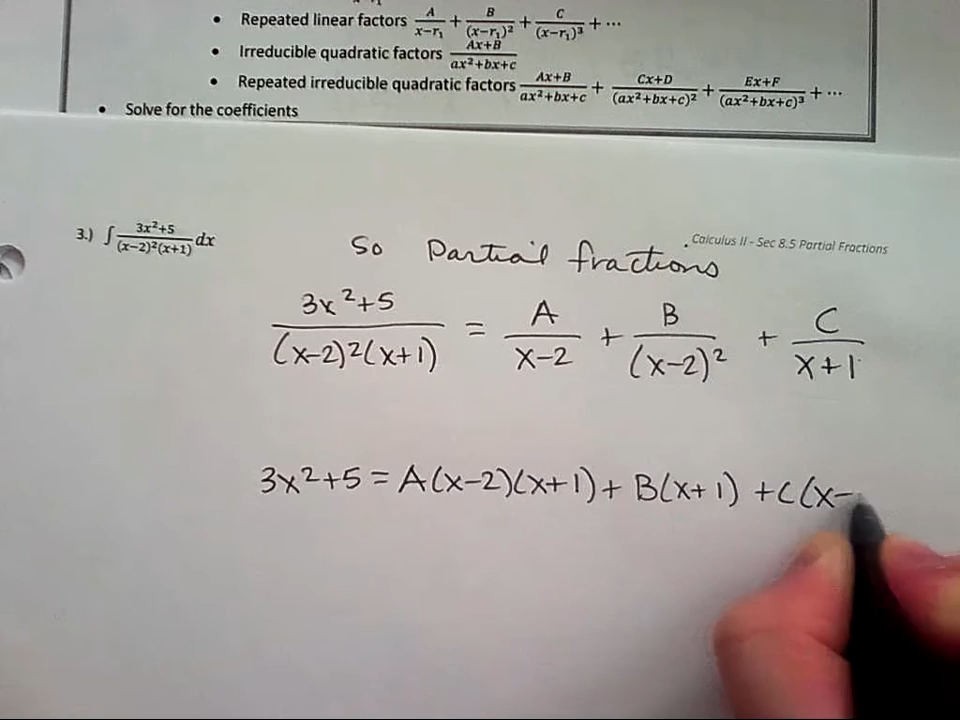 • Repeated linear factors A/(x−r₁) + B/(x−r₁)² + C/(x−r₁)³ + ⋯
• Irreducible quadratic factors (Ax+B)/(ax²+bx+c)
• Repeated irreducible quadratic factors (Ax+B)/(ax²+bx+c) + (Cx+D)/(ax²+bx+c)² + (Ex+F)/(ax²+bx+c)³ + ⋯
• Solve for the coefficients
Calculus II - Sec 8.5 Partial Fractions
3.) ∫ (3x²+5)/((x−2)²(x+1)) dx
So Partial fractions
(3x²+5)/((x−2)²(x+1)) = A/(x−2) + B/(x−2)² + C/(x+1)
3x²+5 = A(x−2)(x+1) + B(x+1) + C(x−